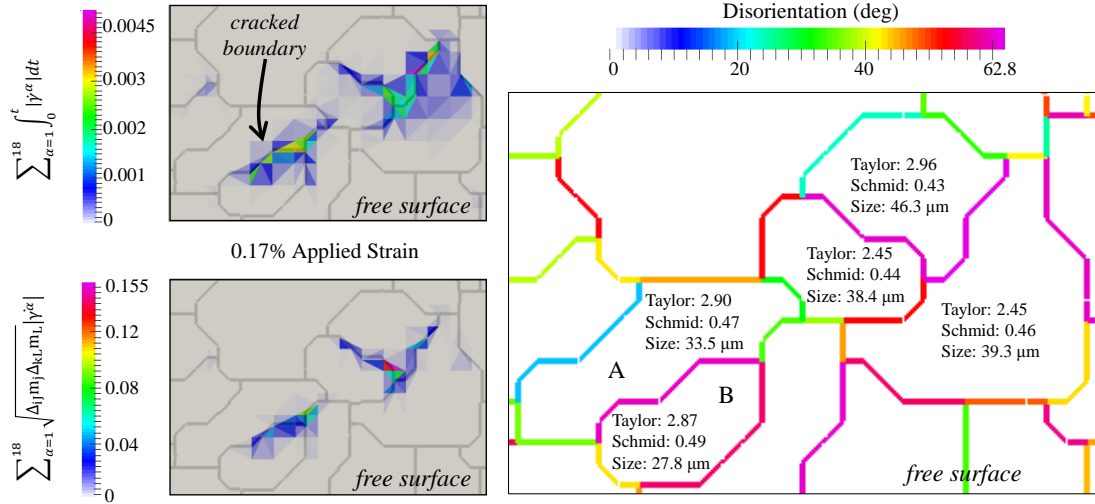 0.0045
0.003
0.002
0.001
0
∑¹⁸_α=1 ∫₀ᵗ |γ̇^α|dt
cracked
boundary
free surface
0.17% Applied Strain
0.155
0.12
0.08
0.04
0
∑¹⁸_α=1 √Δ_ij m_j Δ_kL m_L |γ̇^α|
free surface
Disorientation (deg)
0 20 40 62.8
Taylor: 2.96
Schmid: 0.43
Size: 46.3 µm
Taylor: 2.45
Schmid: 0.44
Size: 38.4 µm
Taylor: 2.90
Schmid: 0.47
Size: 33.5 µm
Taylor: 2.45
Schmid: 0.46
Size: 39.3 µm
A
B
Taylor: 2.87
Schmid: 0.49
Size: 27.8 µm
free surface